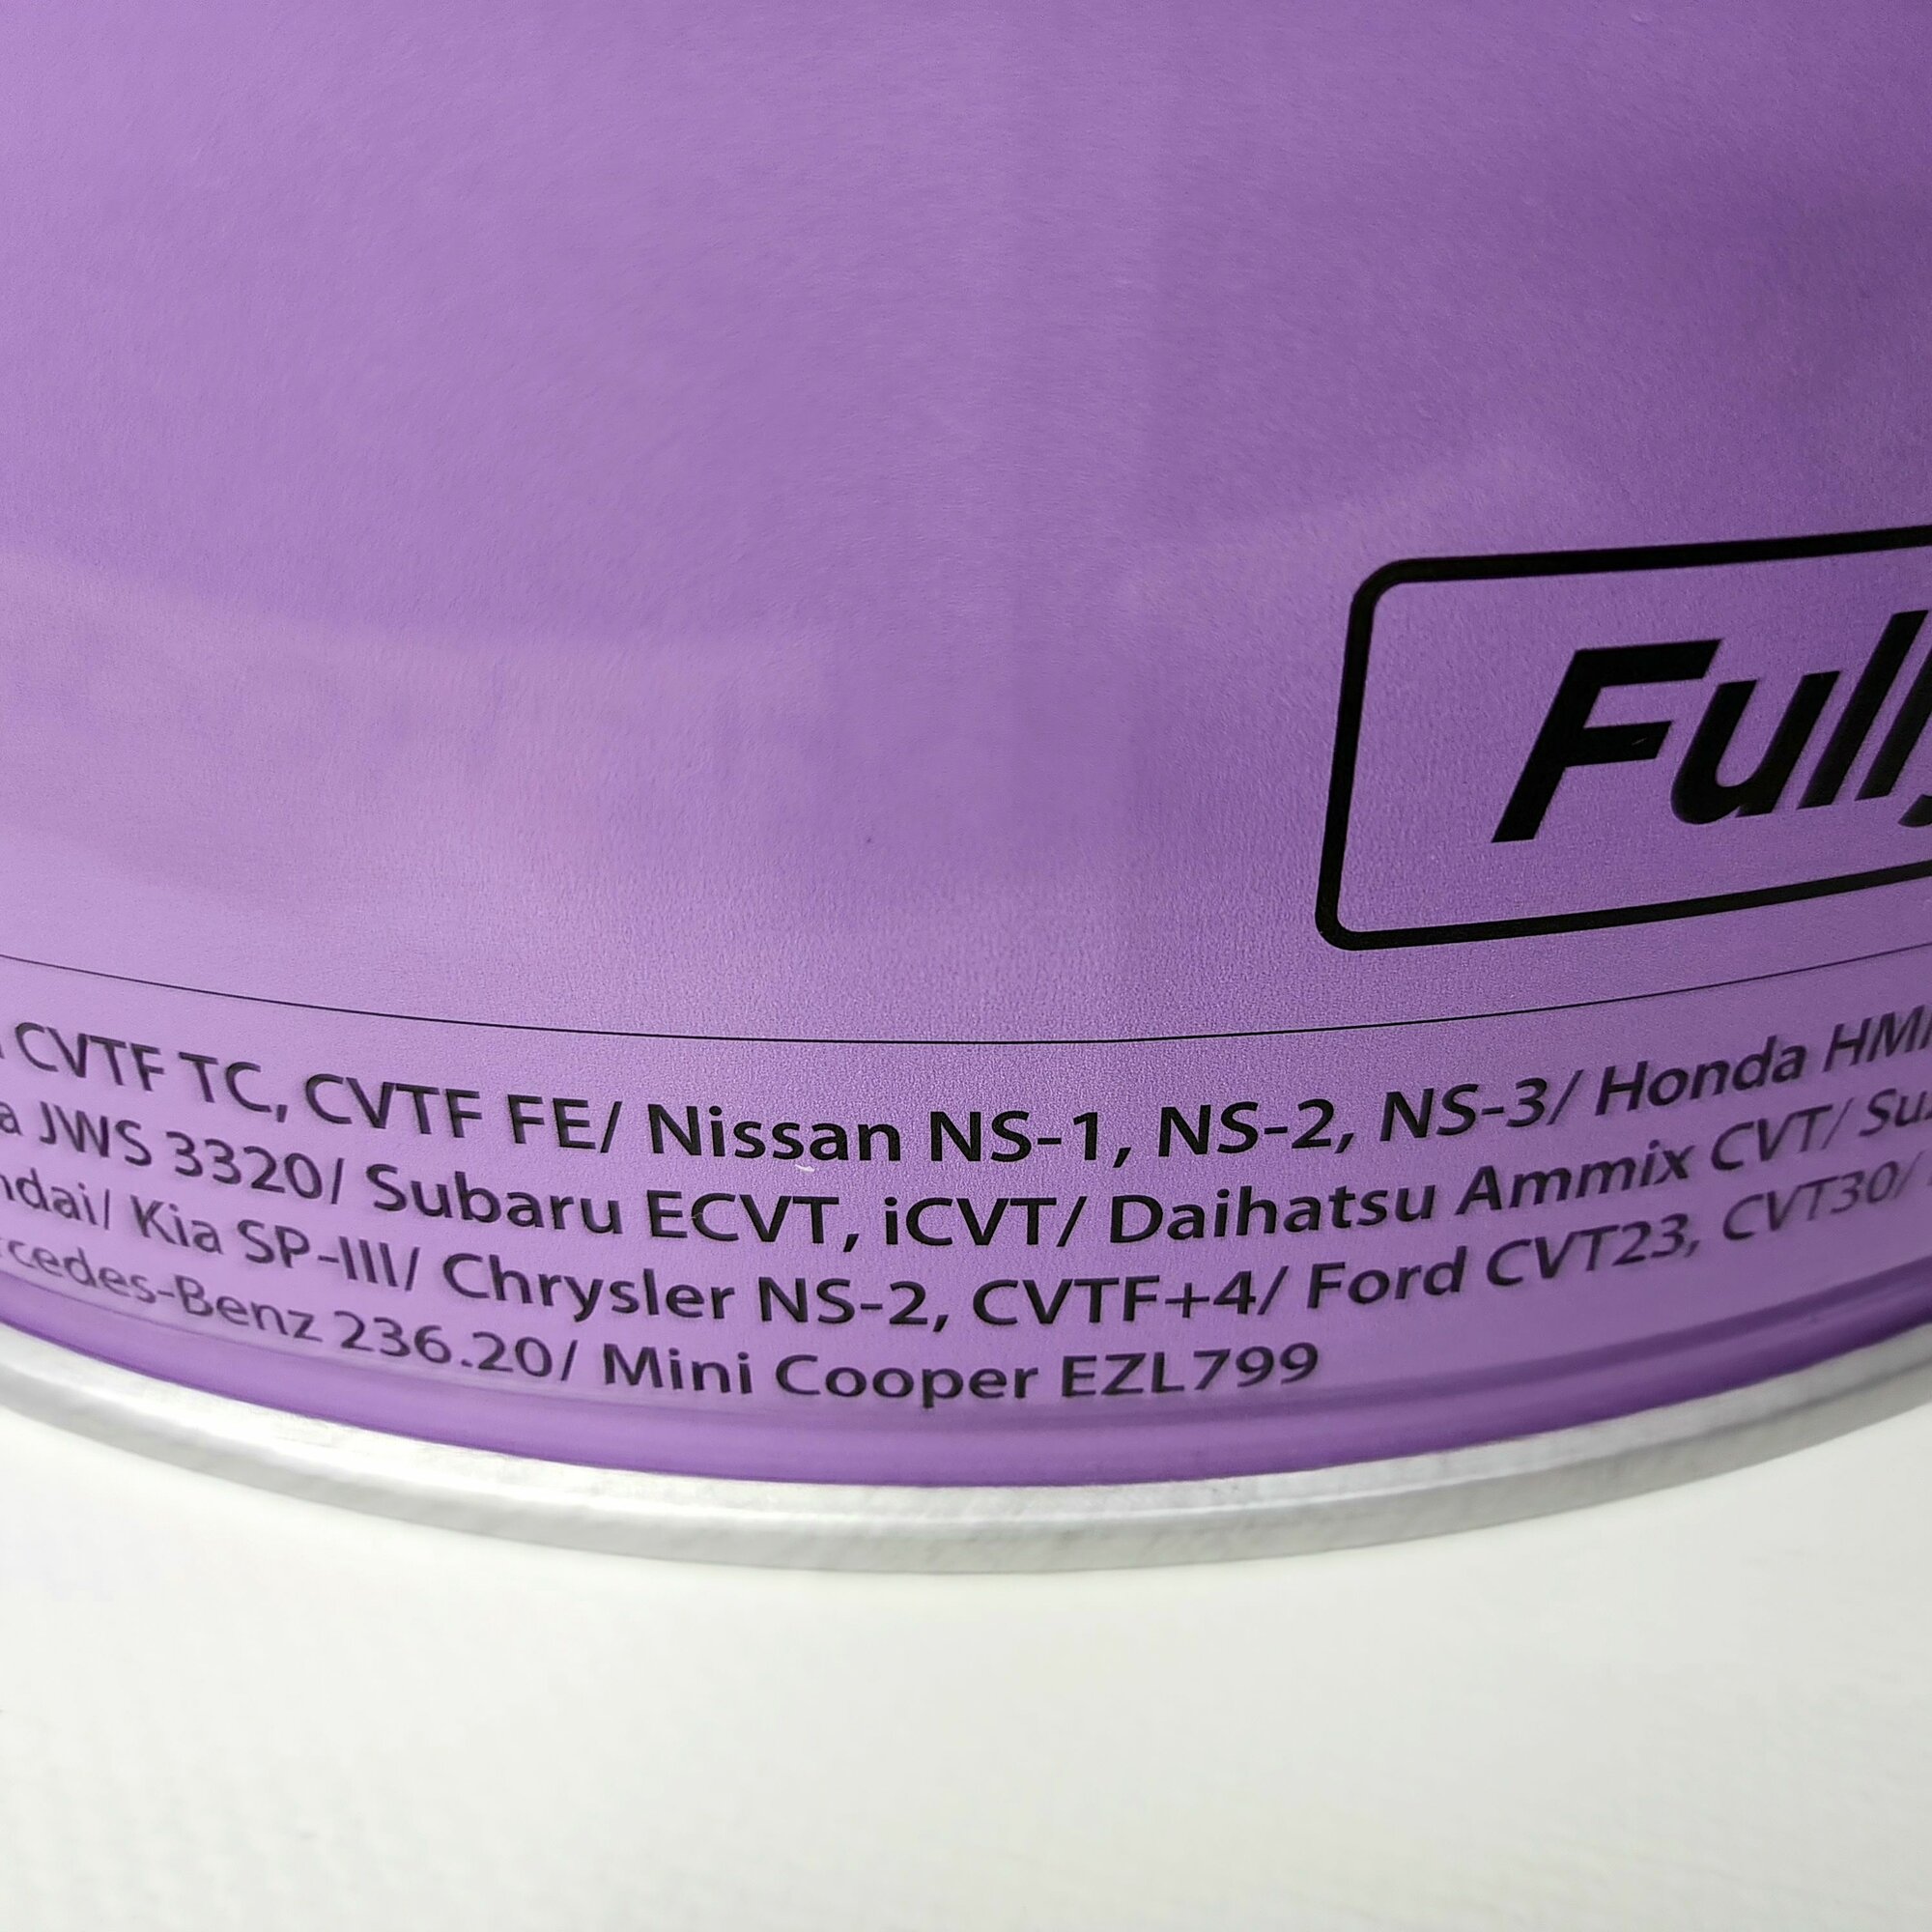 Fully
CVTF TC, CVTF FE/ Nissan NS-1, NS-2, NS-3/ Honda
JWS 3320/ Subaru ECVT, iCVT/ Daihatsu Ammix CVT/
Kia SP-III/ Chrysler NS-2, CVTF+4/ Ford CVT23, CVT30/
236.20/ Mini Cooper EZL799